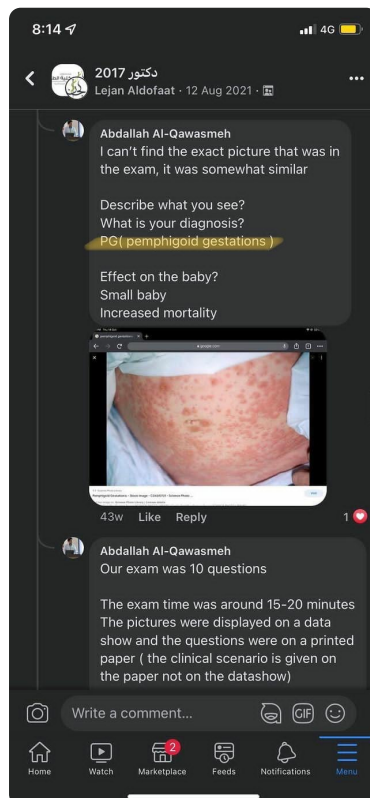 8:14
4G
دكتور 2017
Lejan Aldofaat · 12 Aug 2021 ·
Abdallah Al-Qawasmeh
I can't find the exact picture that was in
the exam, it was somewhat similar
Describe what you see?
What is your diagnosis?
PG( pemphigoid gestations )
Effect on the baby?
Small baby
Increased mortality
43w Like Reply
1
Abdallah Al-Qawasmeh
Our exam was 10 questions
The exam time was around 15-20 minutes
The pictures were displayed on a data
show and the questions were on a printed
paper ( the clinical scenario is given on
the paper not on the datashow)
Write a comment...
GIF
2
Home Watch Marketplace Feeds Notifications Menu